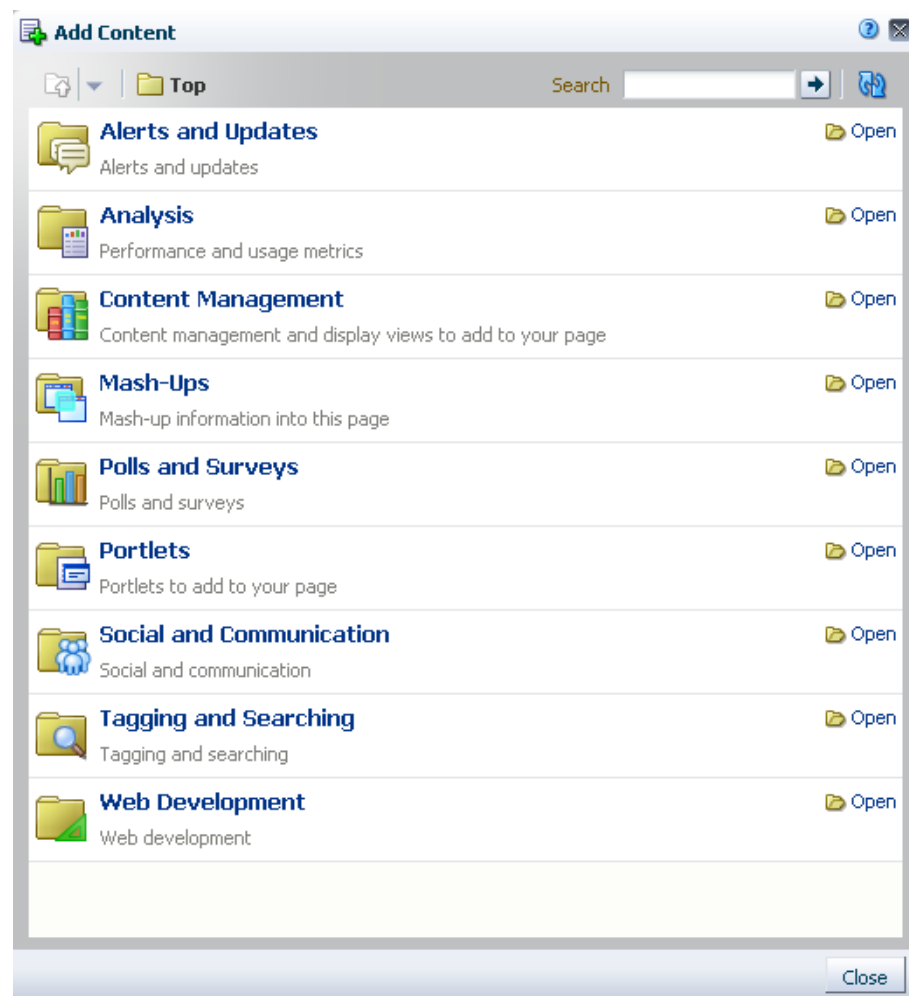 Add Content
Top Search
Alerts and Updates Open
Alerts and updates
Analysis Open
Performance and usage metrics
Content Management Open
Content management and display views to add to your page
Mash-Ups Open
Mash-up information into this page
Polls and Surveys Open
Polls and surveys
Portlets Open
Portlets to add to your page
Social and Communication Open
Social and communication
Tagging and Searching Open
Tagging and searching
Web Development Open
Web development
Close